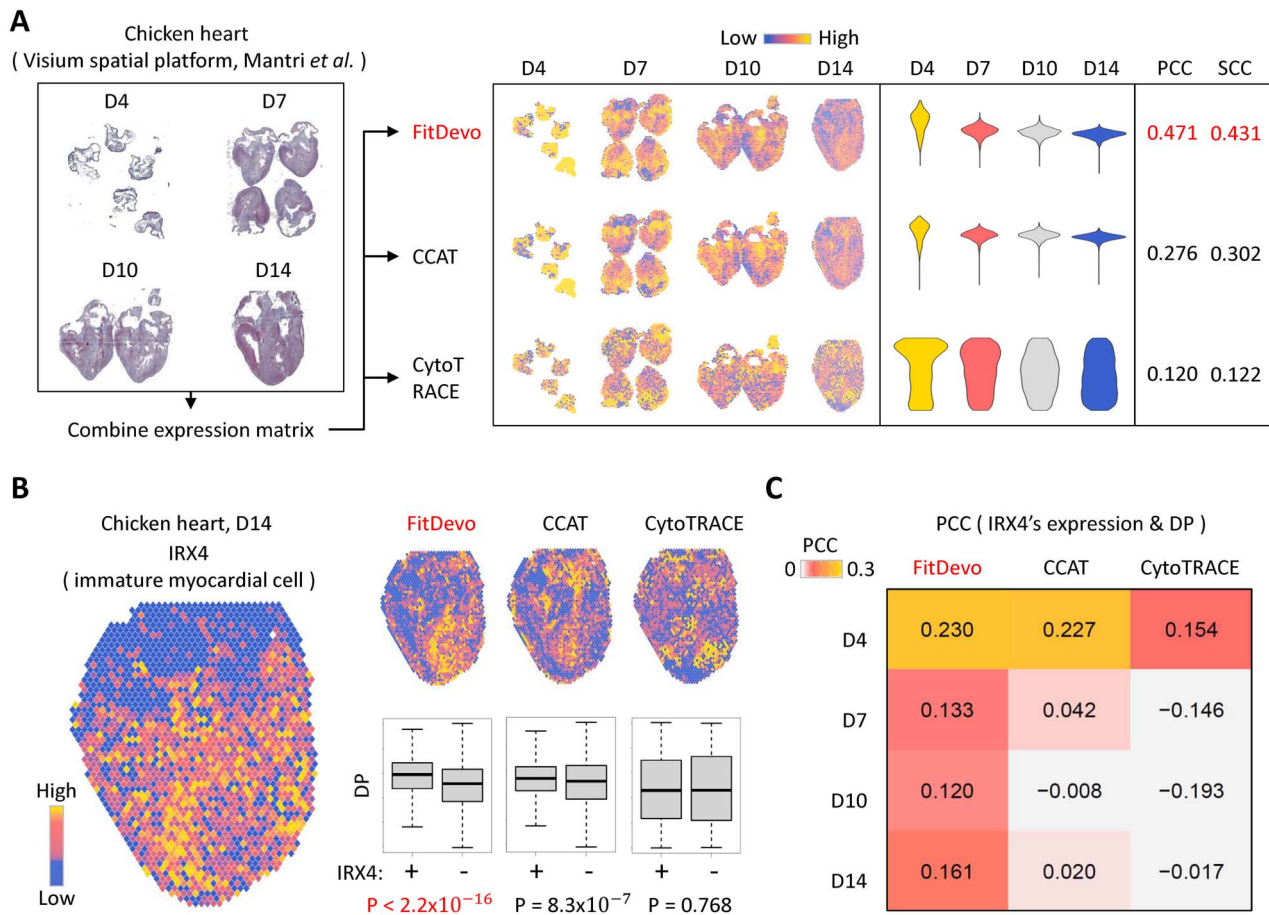 A
Chicken heart
( Visium spatial platform, Mantri et al. )
D4
D7
D10
D14
Combine expression matrix
FitDevo
CCAT
CytoT
RACE
Low
High
D4 D7 D10 D14 D4 D7 D10 D14 PCC SCC
0.471 0.431
0.276 0.302
0.120 0.122
B
Chicken heart, D14
IRX4
( immature myocardial cell )
High
Low
FitDevo CCAT CytoTRACE
DP
IRX4: + - + - + -
P < 2.2x10⁻¹⁶ P = 8.3x10⁻⁷ P = 0.768
C
PCC ( IRX4’s expression & DP )
PCC
0 0.3
FitDevo CCAT CytoTRACE
D4 0.230 0.227 0.154
D7 0.133 0.042 −0.146
D10 0.120 −0.008 −0.193
D14 0.161 0.020 −0.017